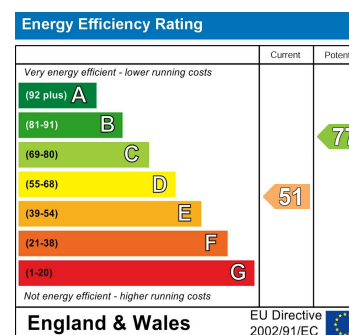 Energy Efficiency Rating
Current
Very energy efficient - lower running costs
(92 plus) A
(81-91) B
(69-80) C
(55-68) D
(39-54) E
(21-38) F
(1-20) G
51
Not energy efficient - higher running costs
England & Wales
EU Directive
2002/91/EC